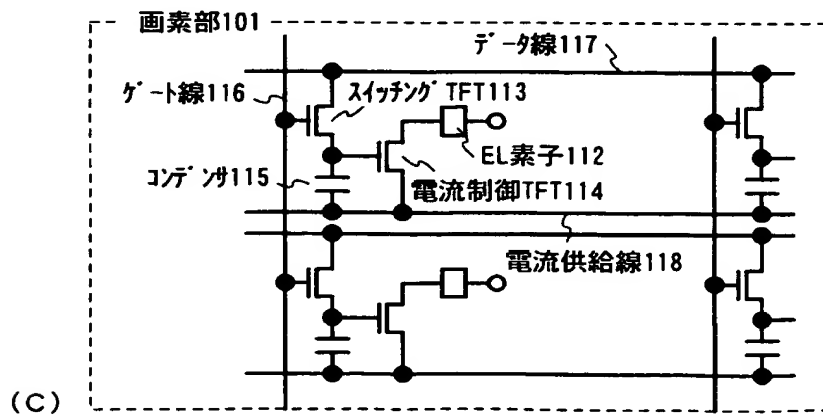 画素部101
データ線117
ゲート線116
スイッチングTFT113
EL素子112
コンデンサ115
電流制御TFT114
電流供給線118
(C)